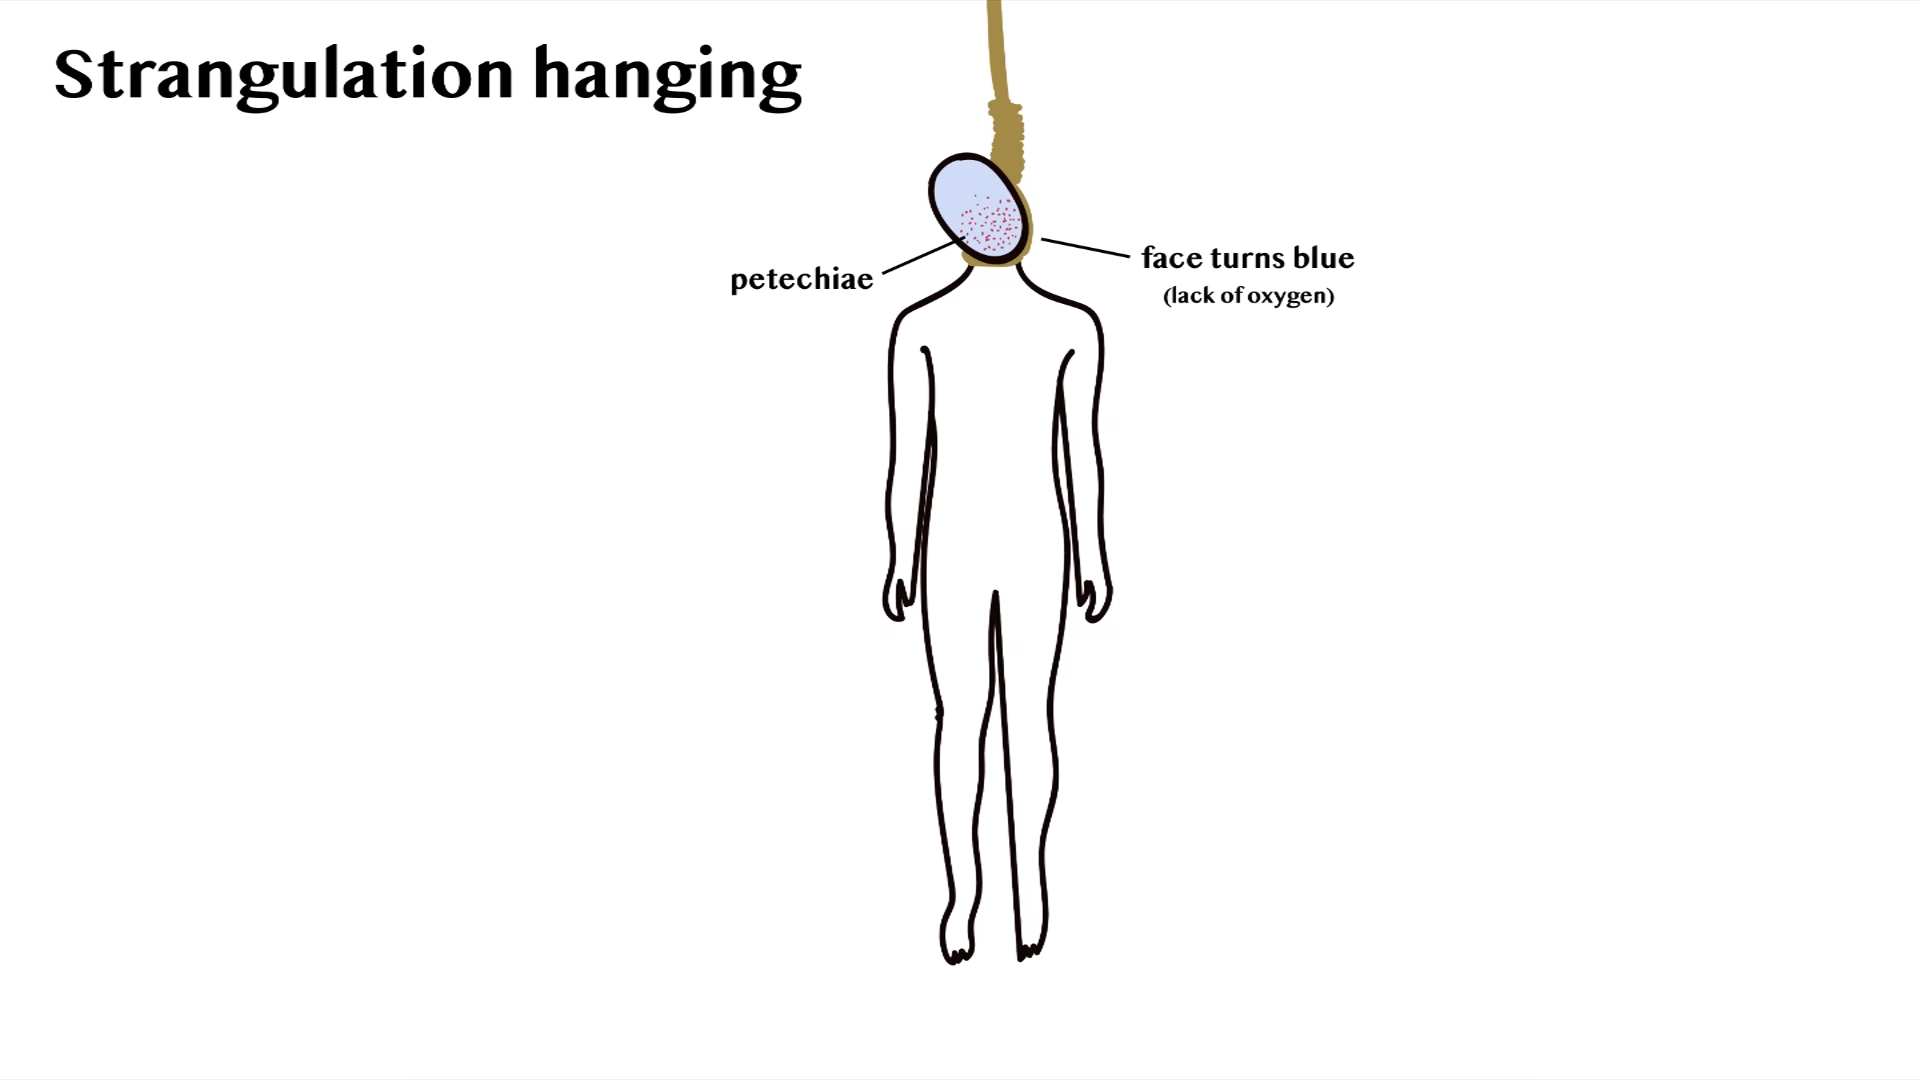 Strangulation hanging
petechiae
face turns blue
(lack of oxygen)